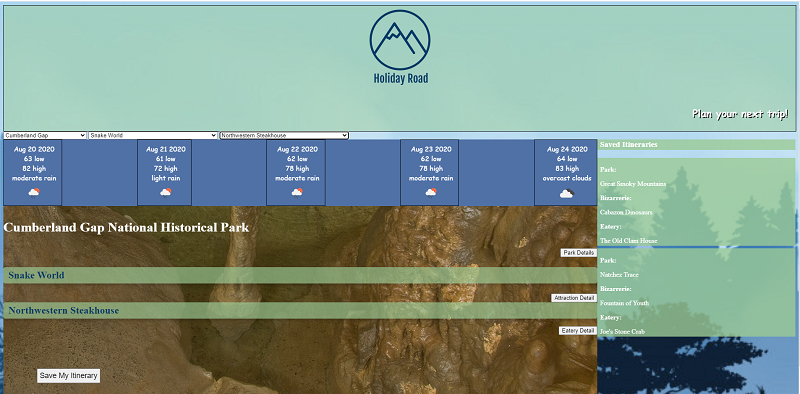 Holiday Road
Plan your next trip!
Cumberland Gap
Snake World
Northwestern Steakhouse
Aug 20 2020
63 low
82 high
moderate rain
Aug 21 2020
61 low
72 high
light rain
Aug 22 2020
62 low
78 high
moderate rain
Aug 23 2020
62 low
78 high
moderate rain
Aug 24 2020
64 low
83 high
overcast clouds
Cumberland Gap National Historical Park
Park Details
Snake World
Attraction Detail
Northwestern Steakhouse
Eatery Detail
Save My Itinerary
Saved Itineraries
Park:
Great Smoky Mountains
Bizarrerie:
Cabazon Dinosaurs
Eatery:
The Old Clam House
Park:
Natchez Trace
Bizarrerie:
Fountain of Youth
Eatery:
Joe's Stone Crab